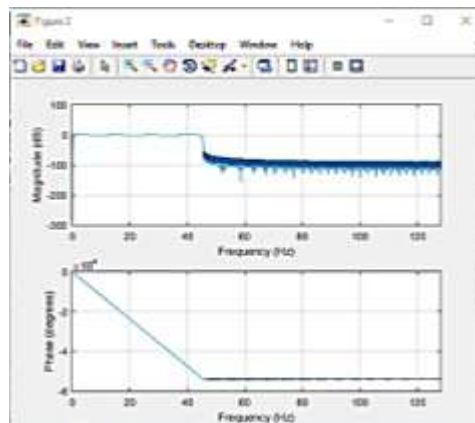 Figure 2
File Edit View Insert Tools Desktop Window Help
Magnitude (dB)
100
0
-100
-200
-300
0 20 40 60 80 100 120
Frequency (Hz)
Phase (degrees)
0
-2
-4
-6
0 20 40 60 80 100 120
Frequency (Hz)